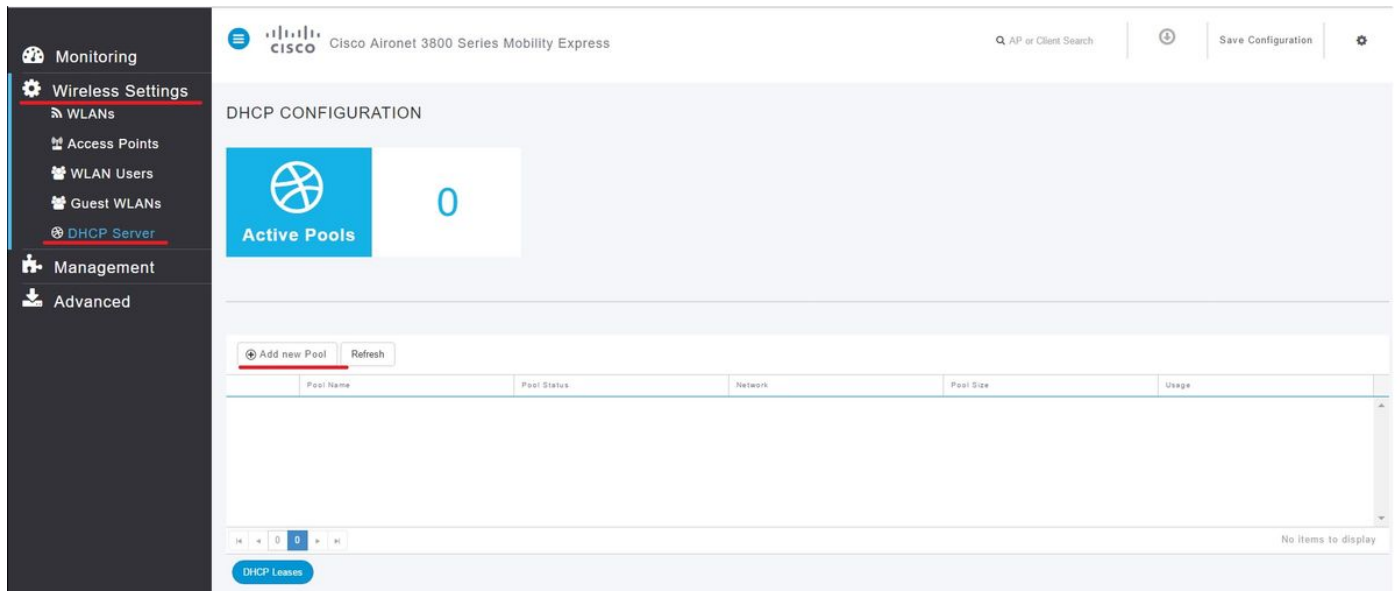 Monitoring
Wireless Settings
WLANs
Access Points
WLAN Users
Guest WLANs
DHCP Server
Management
Advanced
CISCO Cisco Aironet 3800 Series Mobility Express
AP or Client Search
Save Configuration
DHCP CONFIGURATION
Active Pools
0
Add new Pool Refresh
Pool Name Pool Status Network Pool Size Usage
0 0
No items to display
DHCP Leases